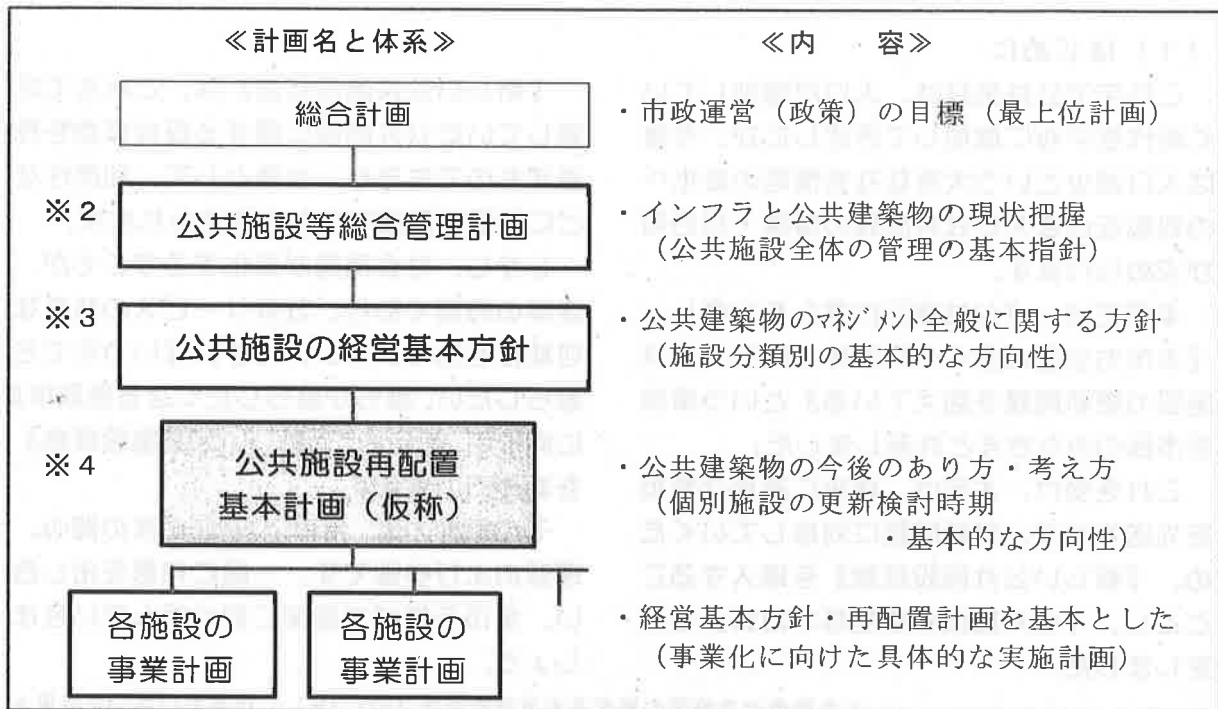 ≪計画名と体系≫ ≪内 容≫
総合計画 ・市政運営（政策）の目標（最上位計画）
※2 公共施設等総合管理計画 ・インフラと公共建築物の現状把握
（公共施設全体の管理の基本指針）
※3 公共施設の経営基本方針 ・公共建築物のﾏﾈｼﾞﾒﾝﾄ全般に関する方針
（施設分類別の基本的な方向性）
※4 公共施設再配置 ・公共建築物の今後のあり方・考え方
基本計画（仮称） （個別施設の更新検討時期
・基本的な方向性）
各施設の 各施設の ・経営基本方針・再配置計画を基本とした
事業計画 事業計画 （事業化に向けた具体的な実施計画）